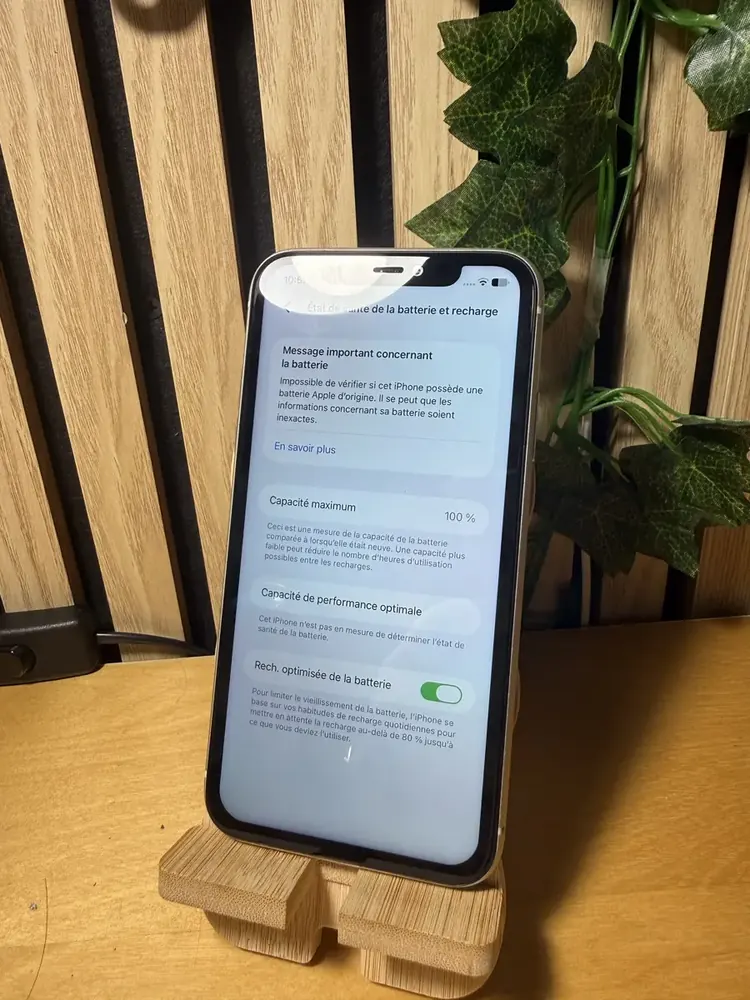 de la batterie et recharge
Message important concernant
la batterie
Impossible de vérifier si cet iPhone possède une
batterie Apple d'origine. Il se peut que les
informations concernant sa batterie soient
inexactes.
En savoir plus
Capacité maximum
100 %
Ceci est une mesure de la capacité de la batterie
comparée à lorsqu'elle était neuve. Une capacité plus
faible peut réduire le nombre d'heures d'utilisation
possibles entre les recharges.
Capacité de performance optimale
Cet iPhone n'est pas en mesure de déterminer l'état de
santé de la batterie.
Rech. optimisée de la batterie
Pour limiter le vieillissement de la batterie, l'iPhone se
base sur vos habitudes de recharge quotidiennes pour
mettre en attente la recharge au-delà de 80 % jusqu'à
ce que vous deviez l'utiliser.